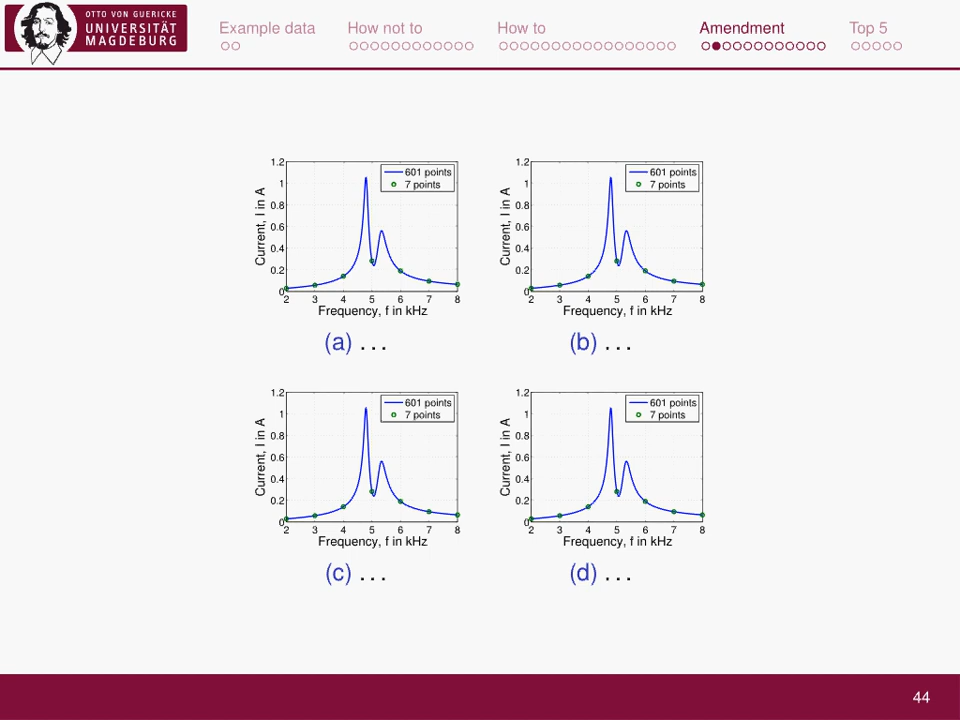 OTTO VON GUERICKE
UNIVERSITÄT
MAGDEBURG
Example data
How not to
How to
Amendment
Top 5
1.2
1
0.8
0.6
0.4
0.2
0
2 3 4 5 6 7 8
Current, I in A
Frequency, f in kHz
601 points
7 points
(a) . . .
1.2
1
0.8
0.6
0.4
0.2
0
2 3 4 5 6 7 8
Current, I in A
Frequency, f in kHz
601 points
7 points
(b) . . .
1.2
1
0.8
0.6
0.4
0.2
0
2 3 4 5 6 7 8
Current, I in A
Frequency, f in kHz
601 points
7 points
(c) . . .
1.2
1
0.8
0.6
0.4
0.2
0
2 3 4 5 6 7 8
Current, I in A
Frequency, f in kHz
601 points
7 points
(d) . . .
44